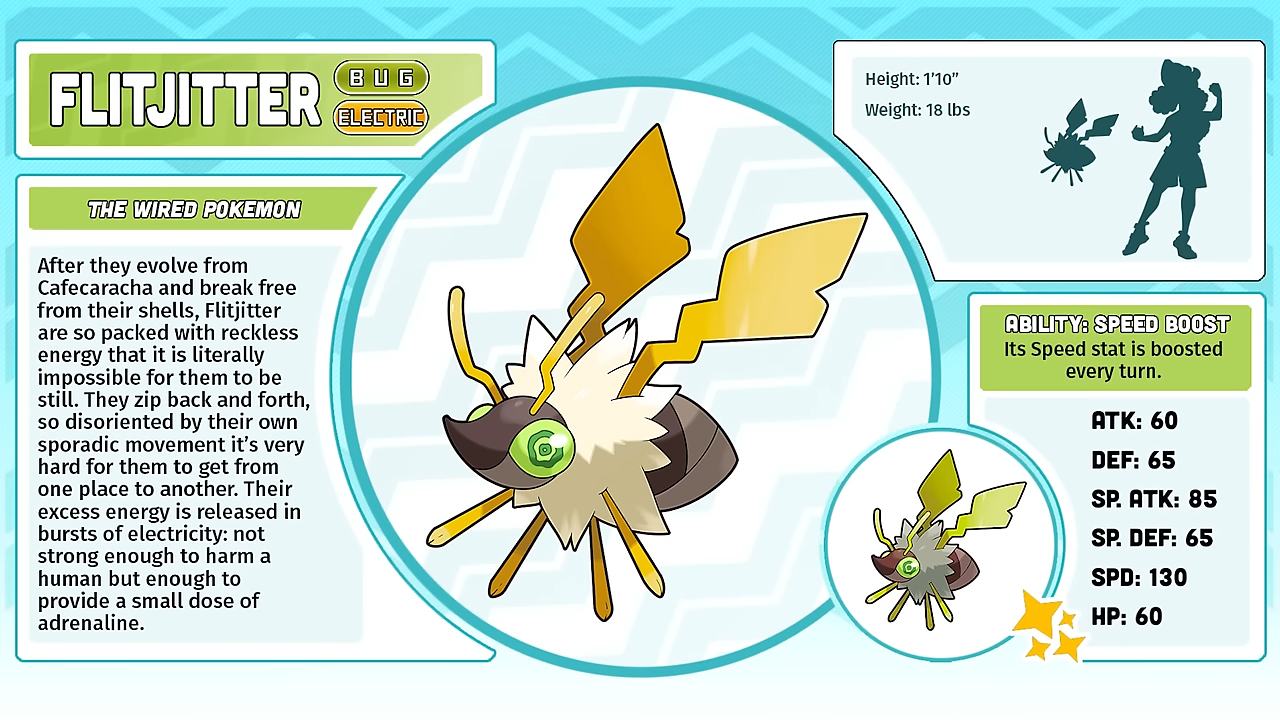 FLITJITTER
BUG
ELECTRIC
THE WIRED POKEMON
After they evolve from
Cafecaracha and break free
from their shells, Flitjitter
are so packed with reckless
energy that it is literally
impossible for them to be
still. They zip back and forth,
so disoriented by their own
sporadic movement it’s very
hard for them to get from
one place to another. Their
excess energy is released in
bursts of electricity: not
strong enough to harm a
human but enough to
provide a small dose of
adrenaline.
Height: 1’10”
Weight: 18 lbs
ABILITY: SPEED BOOST
Its Speed stat is boosted
every turn.
ATK: 60
DEF: 65
SP. ATK: 85
SP. DEF: 65
SPD: 130
HP: 60